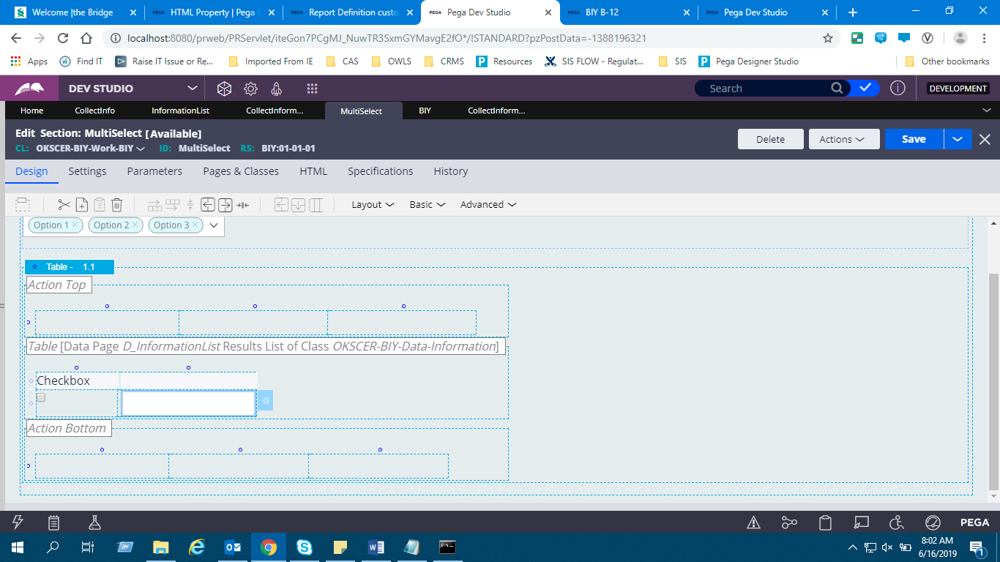 Welcome |the Bridge
PEGA HTML Property | Pega C
PEGA Report Definition custo
PEGA Pega Dev Studio
PEGA BIY B-12
PEGA Pega Dev Studio
localhost:8080/prweb/PRServlet/iteGon7PCgMJ_NuwTR3SxmGYMavgE2fO*/!STANDARD?pzPostData=-1388196321
Apps Find IT Raise IT Issue or Re... Imported From IE CAS OWLS CRMS Resources SIS FLOW - Regulat... SIS Pega Designer Studio Other bookmarks
DEV STUDIO Search DEVELOPMENT
Home CollectInfo InformationList CollectInform... MultiSelect BIY CollectInform...
Edit Section: MultiSelect [Available]
CL: OKSCER-BIY-Work-BIY ID: MultiSelect RS: BIY:01-01-01
Delete Actions Save
Design Settings Parameters Pages & Classes HTML Specifications History
Layout Basic Advanced
Option 1 × Option 2 × Option 3 ×
Table - 1.1
Action Top
Table [Data Page D_InformationList Results List of Class OKSCER-BIY-Data-Information]
Checkbox
Action Bottom
PEGA
8:02 AM
6/16/2019
1